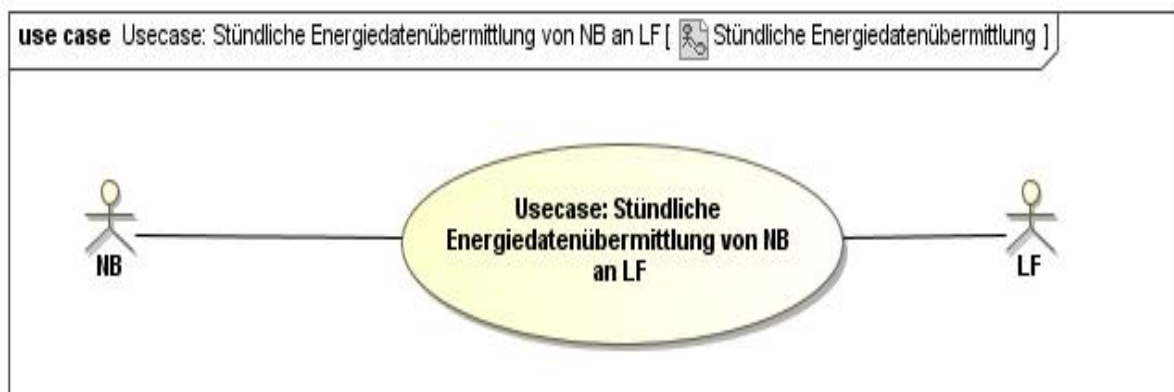 use case Usecase: Stündliche Energiedatenübermittlung von NB an LF [ Stündliche Energiedatenübermittlung ]
Usecase: Stündliche
Energiedatenübermittlung von NB
an LF
NB
LF